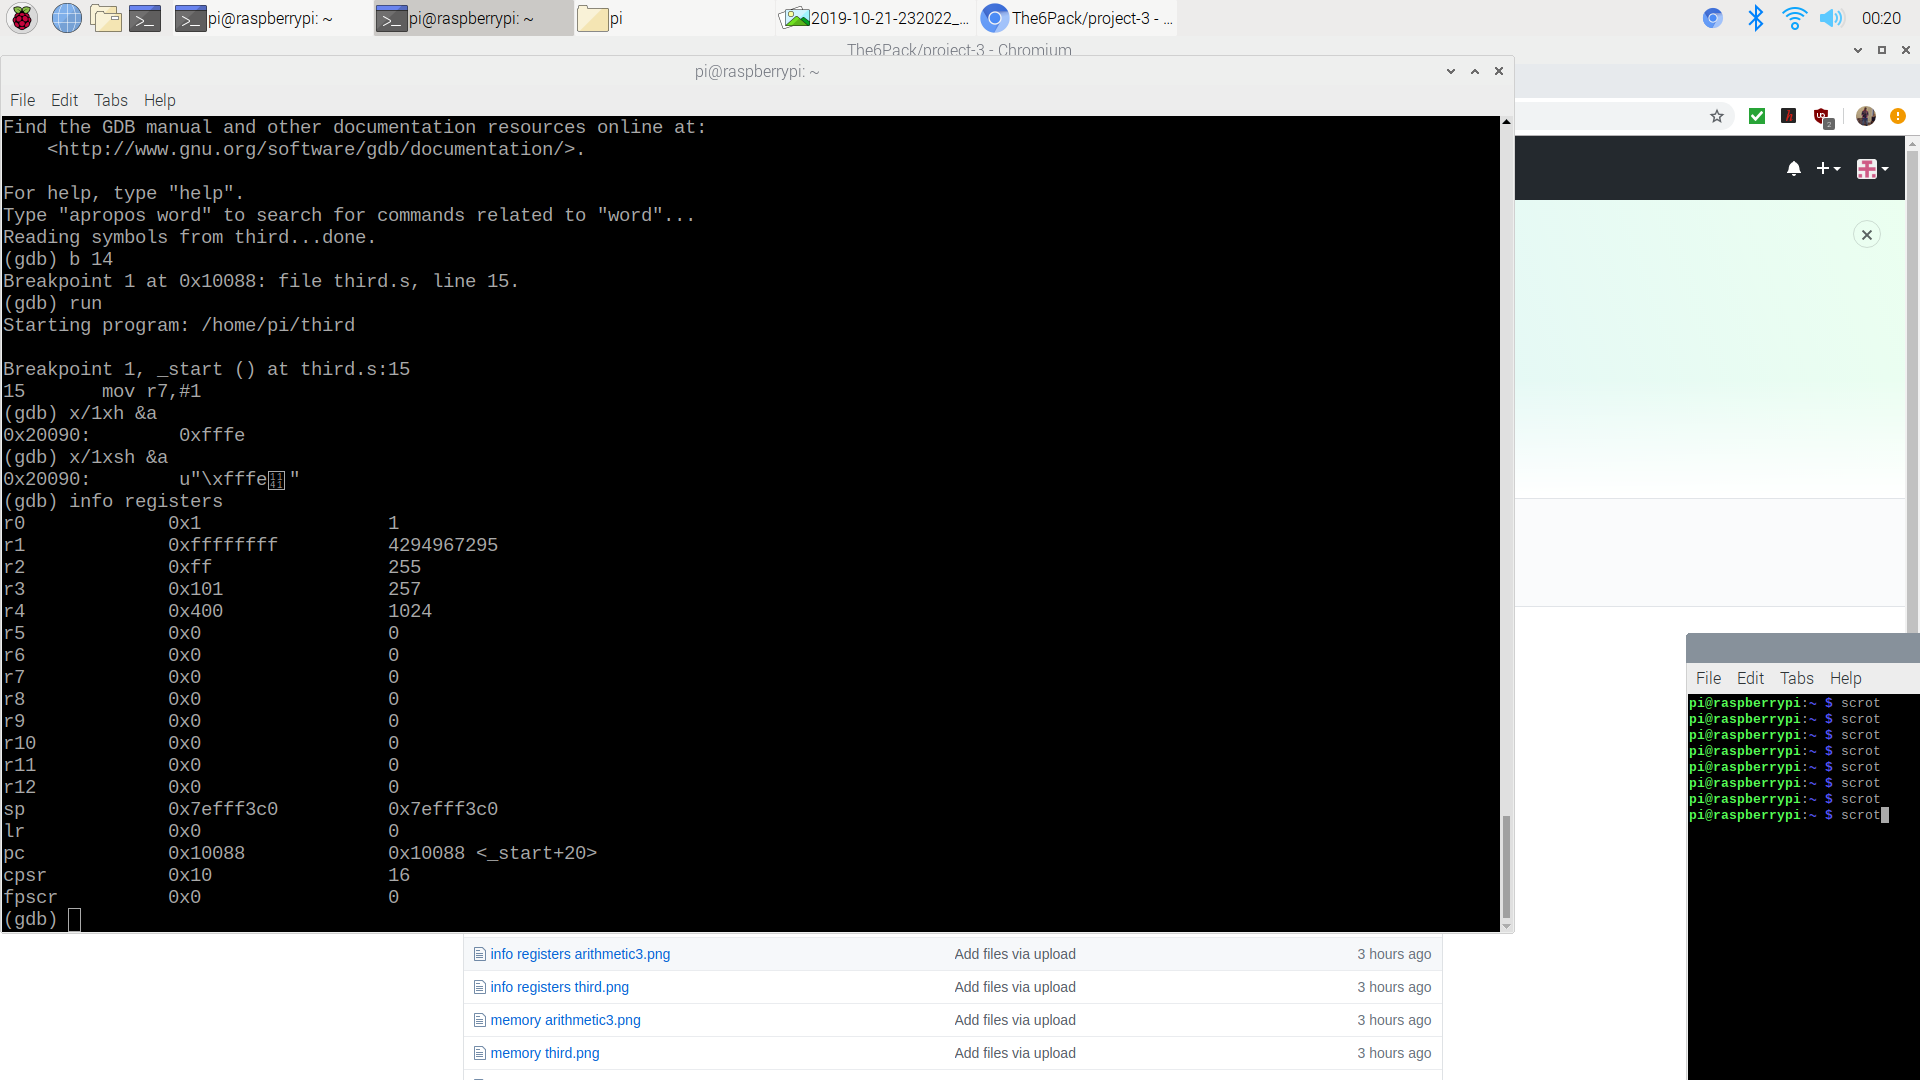 pi@raspberrypi: ~
pi@raspberrypi: ~
pi
2019-10-21-232022_...
The6Pack/project-3 - ...
00:20
The6Pack/project-3 - Chromium
pi@raspberrypi: ~
File Edit Tabs Help
Find the GDB manual and other documentation resources online at:
    <http://www.gnu.org/software/gdb/documentation/>.
For help, type "help".
Type "apropos word" to search for commands related to "word"...
Reading symbols from third...done.
(gdb) b 14
Breakpoint 1 at 0x10088: file third.s, line 15.
(gdb) run
Starting program: /home/pi/third
Breakpoint 1, _start () at third.s:15
15       mov r7,#1
(gdb) x/1xh &a
0x20090:        0xfffe
(gdb) x/1xsh &a
0x20090:        u"\xfffe"
(gdb) info registers
r0             0x1                 1
r1             0xffffffff          4294967295
r2             0xff                255
r3             0x101               257
r4             0x400               1024
r5             0x0                 0
r6             0x0                 0
r7             0x0                 0
r8             0x0                 0
r9             0x0                 0
r10            0x0                 0
r11            0x0                 0
r12            0x0                 0
sp             0x7efff3c0          0x7efff3c0
lr             0x0                 0
pc             0x10088             0x10088 <_start+20>
cpsr           0x10                16
fpscr          0x0                 0
(gdb)
2
File Edit Tabs Help
pi@raspberrypi:~ $ scrot
pi@raspberrypi:~ $ scrot
pi@raspberrypi:~ $ scrot
pi@raspberrypi:~ $ scrot
pi@raspberrypi:~ $ scrot
pi@raspberrypi:~ $ scrot
pi@raspberrypi:~ $ scrot
pi@raspberrypi:~ $ scrot
info registers arithmetic3.png Add files via upload 3 hours ago
info registers third.png Add files via upload 3 hours ago
memory arithmetic3.png Add files via upload 3 hours ago
memory third.png Add files via upload 3 hours ago